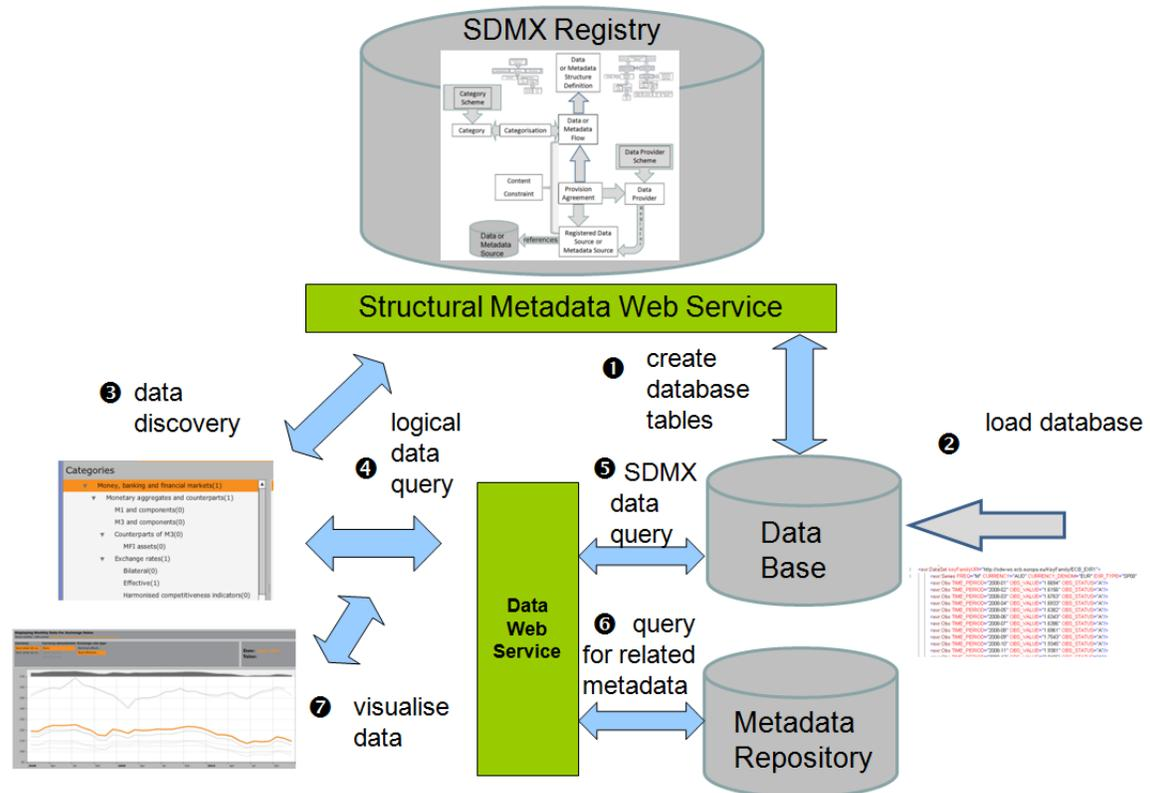 SDMX Registry
Data
or Metadata
Structure
Definition
Category
Scheme
Category
Categorisation
Data or
Metadata
Flow
Data Provider
Scheme
Content
Constraint
Provision
Agreement
Data
Provider
Registered Data
Source or
Metadata Source
references
Data or
Metadata
Source
Structural Metadata Web Service
❶ create
database
tables
❷ load database
❸ data
discovery
❹ logical
data
query
❺ SDMX
data
query
Categories
Money, banking and financial markets(1)
Monetary aggregates and counterparts(1)
M1 and components(0)
M3 and components(0)
Counterparts of M3(0)
MFI assets(0)
Exchange rates(1)
Bilateral(0)
Effective(1)
Harmonised competitiveness indicators(0)
Data
Base
Data
Web
Service
❻ query
for related
metadata
❼ visualise
data
Metadata
Repository